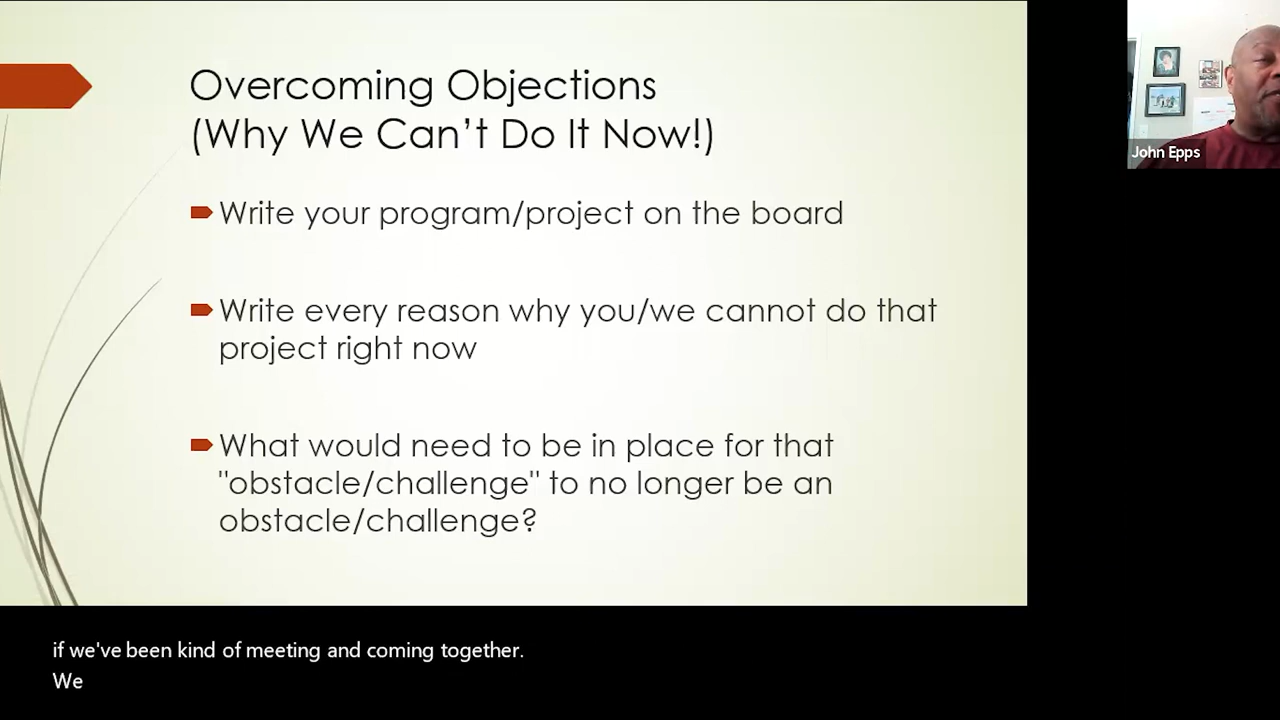 Overcoming Objections
(Why We Can't Do It Now!)
Write your program/project on the board
Write every reason why you/we cannot do that
project right now
What would need to be in place for that
"obstacle/challenge" to no longer be an
obstacle/challenge?
John Epps
if we've been kind of meeting and coming together.
We